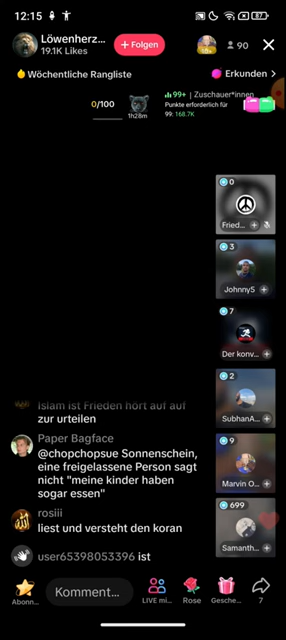 12:15
87
Löwenherz...
19.1K Likes
+ Folgen
90
Wöchentliche Rangliste
Erkunden >
0/100
1h28m
99+ | Zuschauer*innen
Punkte erforderlich für
99: 168.7K
0
Fried...
3
Johnny5
7
Der konv...
2
SubhanA...
9
Marvin O...
699
Samanth...
Islam ist Frieden hört auf auf
zur urteilen
Paper Bagface
@chopchopsue Sonnenschein,
eine freigelassene Person sagt
nicht "meine kinder haben
sogar essen"
rosiii
liest und versteht den koran
user65398053396 ist
Kommentar...
Abonn...
LIVE mi...
Rose
Gesche...
7